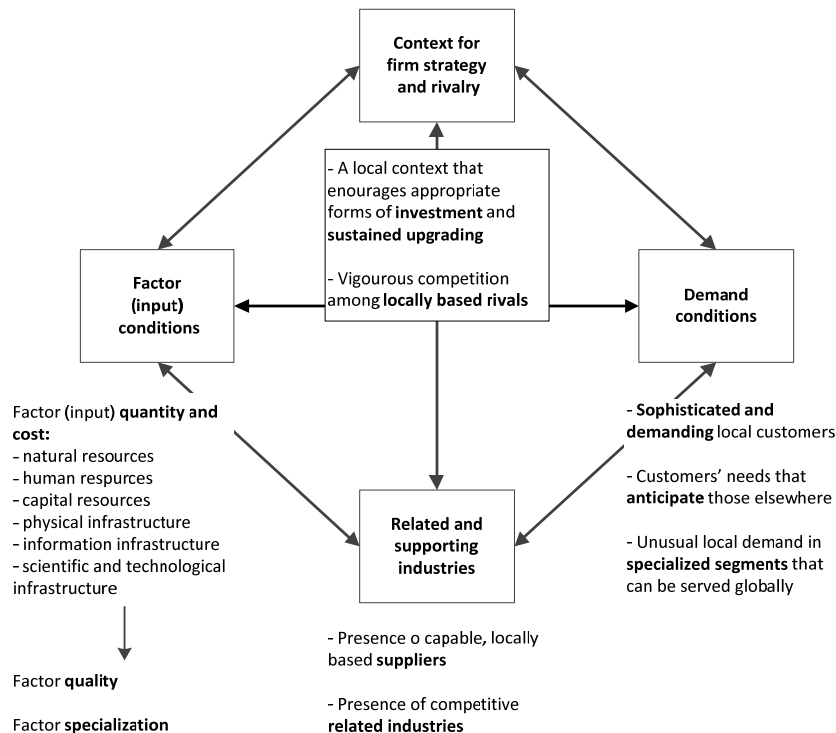 Context for
firm strategy
and rivalry
- A local context that
enourages appropriate
forms of investment and
sustained upgrading
- Vigourous competition
among locally based rivals
Factor
(input)
conditions
Demand
conditions
Factor (input) quantity and
cost:
- natural resources
- human respurces
- capital resources
- physical infrastructure
- information infrastructure
- scientific and technological
infrastructure
Factor quality
Factor specialization
- Sophisticated and
demanding local customers
- Customers’ needs that
anticipate those elsewhere
- Unusual local demand in
specialized segments that
can be served globally
Related and
supporting
industries
- Presence o capable, locally
based suppliers
- Presence of competitive
related industries